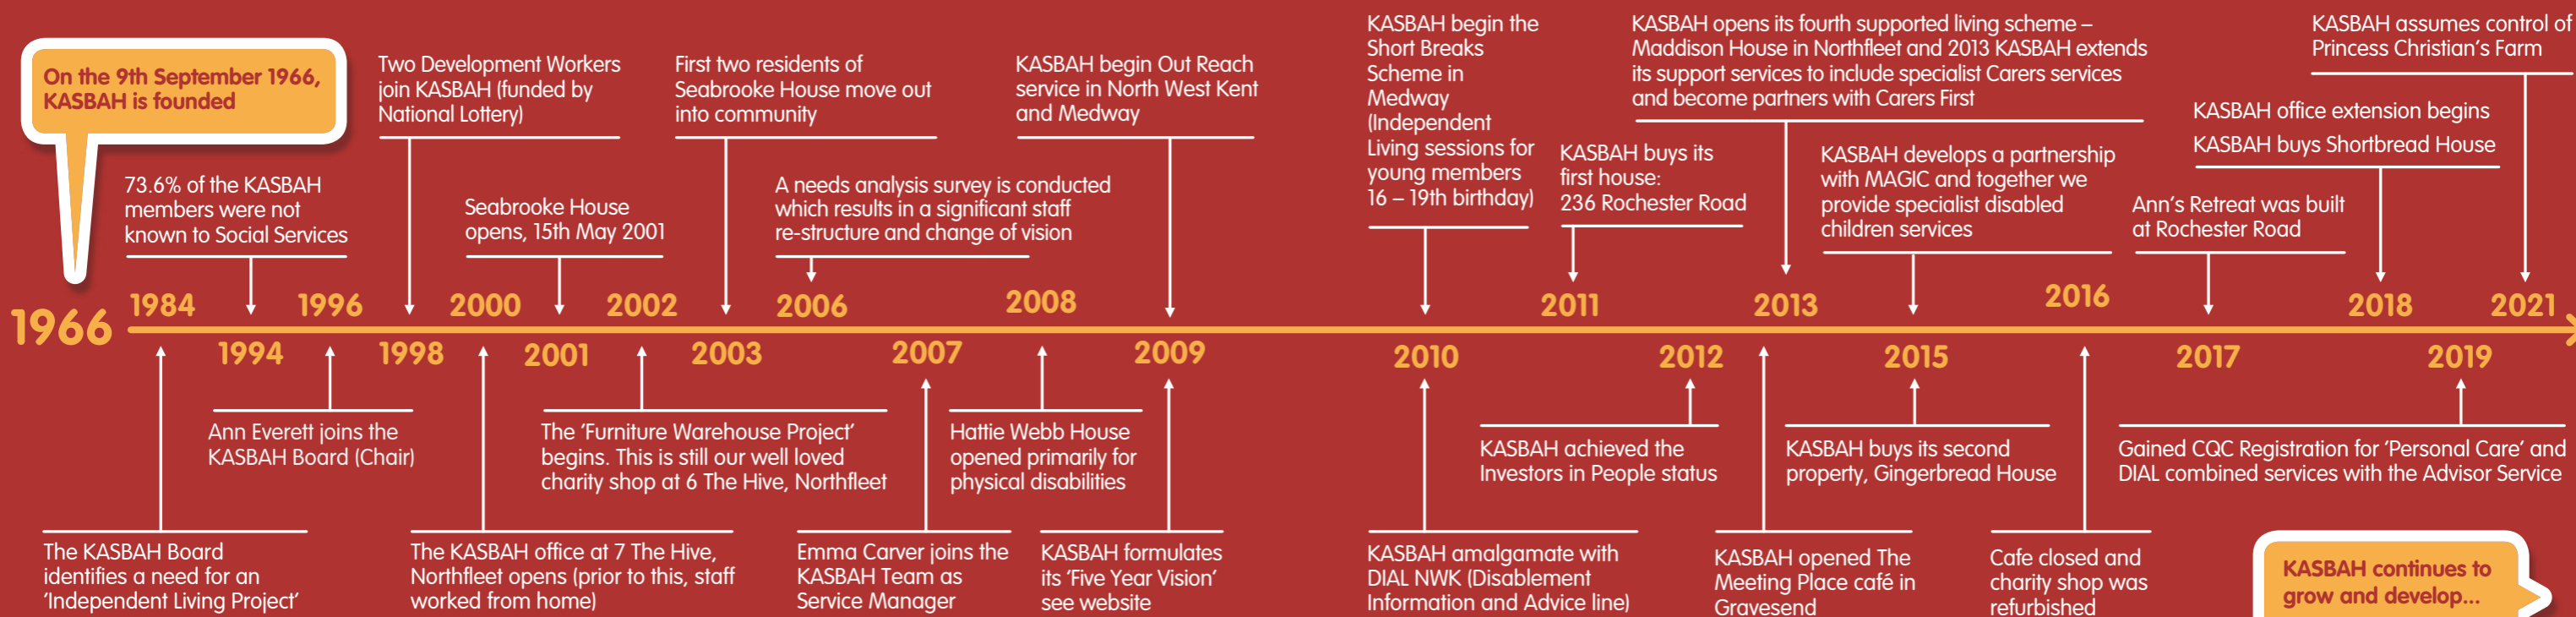 On the 9th September 1966,
KASBAH is founded
73.6% of the KASBAH
members were not
known to Social Services
Two Development Workers
join KASBAH (funded by
National Lottery)
Seabrooke House
opens, 15th May 2001
First two residents of
Seabrooke House move out
into community
A needs analysis survey is conducted
which results in a significant staff
re-structure and change of vision
KASBAH begin Out Reach
service in North West Kent
and Medway
KASBAH begin the
Short Breaks
Scheme in
Medway
(Independent
Living sessions for
young members
16 – 19th birthday)
KASBAH buys its
first house:
236 Rochester Road
KASBAH opens its fourth supported living scheme –
Maddison House in Northfleet and 2013 KASBAH extends
its support services to include specialist Carers services
and become partners with Carers First
KASBAH develops a partnership
with MAGIC and together we
provide specialist disabled
children services
Ann's Retreat was built
at Rochester Road
KASBAH office extension begins
KASBAH buys Shortbread House
KASBAH assumes control of
Princess Christian's Farm
1966
1984
1994
1996
1998
2000
2001
2002
2003
2006
2007
2008
2009
2010
2011
2012
2013
2015
2016
2017
2018
2019
2021
The KASBAH Board
identifies a need for an
'Independent Living Project'
Ann Everett joins the
KASBAH Board (Chair)
The KASBAH office at 7 The Hive,
Northfleet opens (prior to this, staff
worked from home)
The 'Furniture Warehouse Project'
begins. This is still our well loved
charity shop at 6 The Hive, Northfleet
Emma Carver joins the
KASBAH Team as
Service Manager
Hattie Webb House
opened primarily for
physical disabilities
KASBAH formulates
its 'Five Year Vision'
see website
KASBAH amalgamate with
DIAL NWK (Disablement
Information and Advice line)
KASBAH achieved the
Investors in People status
KASBAH opened The
Meeting Place café in
Gravesend
KASBAH buys its second
property, Gingerbread House
Cafe closed and
charity shop was
refurbished
Gained CQC Registration for 'Personal Care' and
DIAL combined services with the Advisor Service
KASBAH continues to
grow and develop...